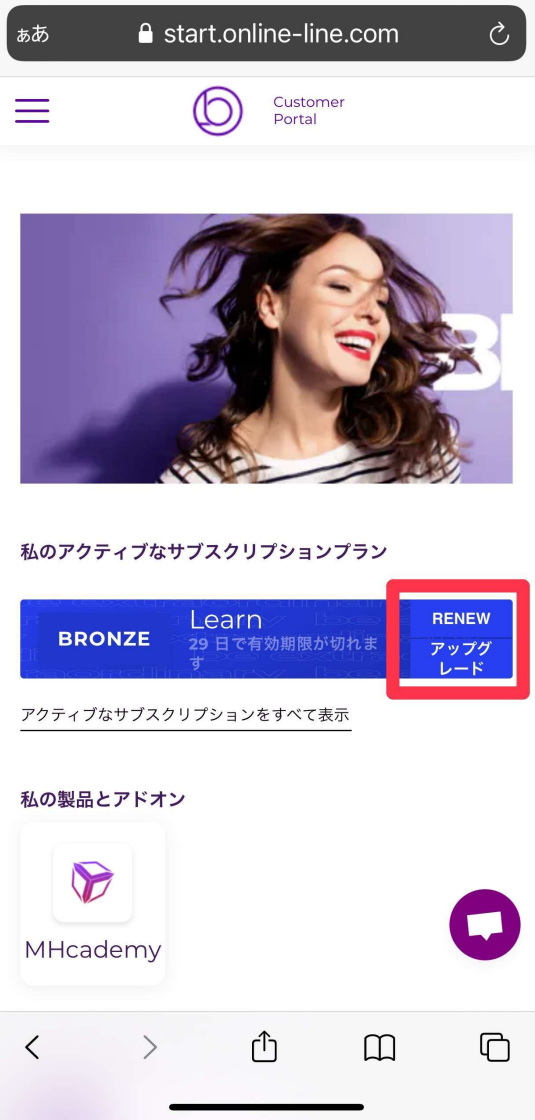 ぁあ start.online-line.com
Customer
Portal
B
私のアクティブなサブスクリプションプラン
BRONZE
Learn
29 日で有効期限が切れま
す
RENEW
アップグ
レード
アクティブなサブスクリプションをすべて表示
私の製品とアドオン
MHcademy